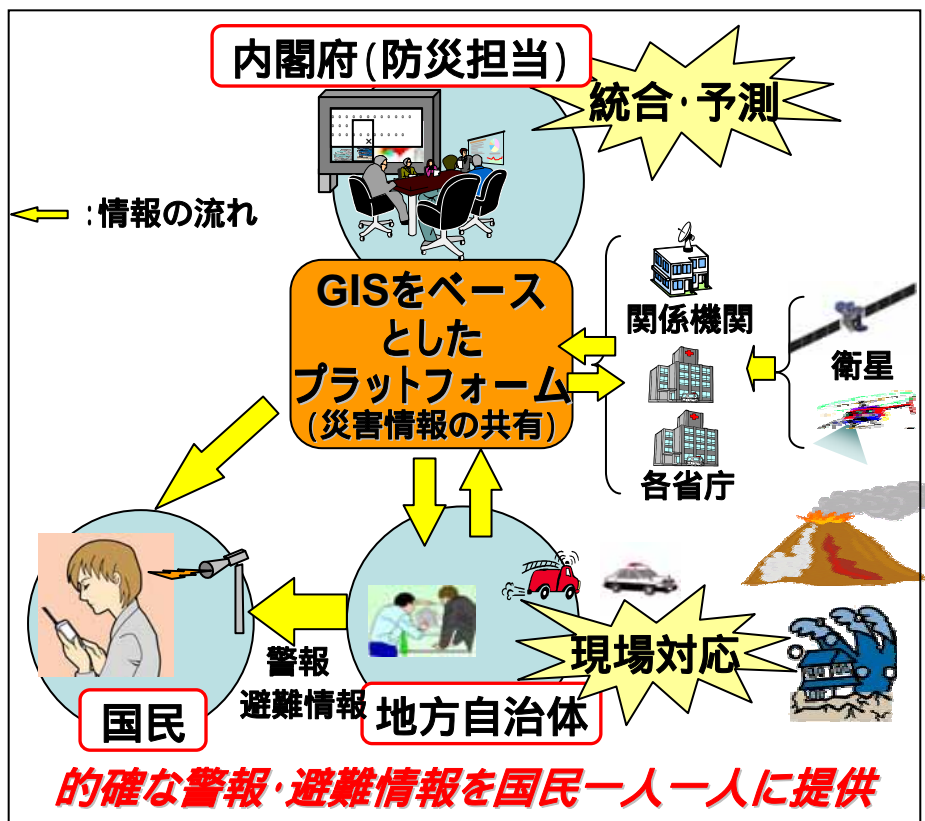 内閣府(防災担当)
統合・予測
:情報の流れ
GISをベース
とした
プラットフォーム
(災害情報の共有)
関係機関
衛星
各省庁
現場対応
警報
避難情報
国民
地方自治体
的確な警報・避難情報を国民一人一人に提供